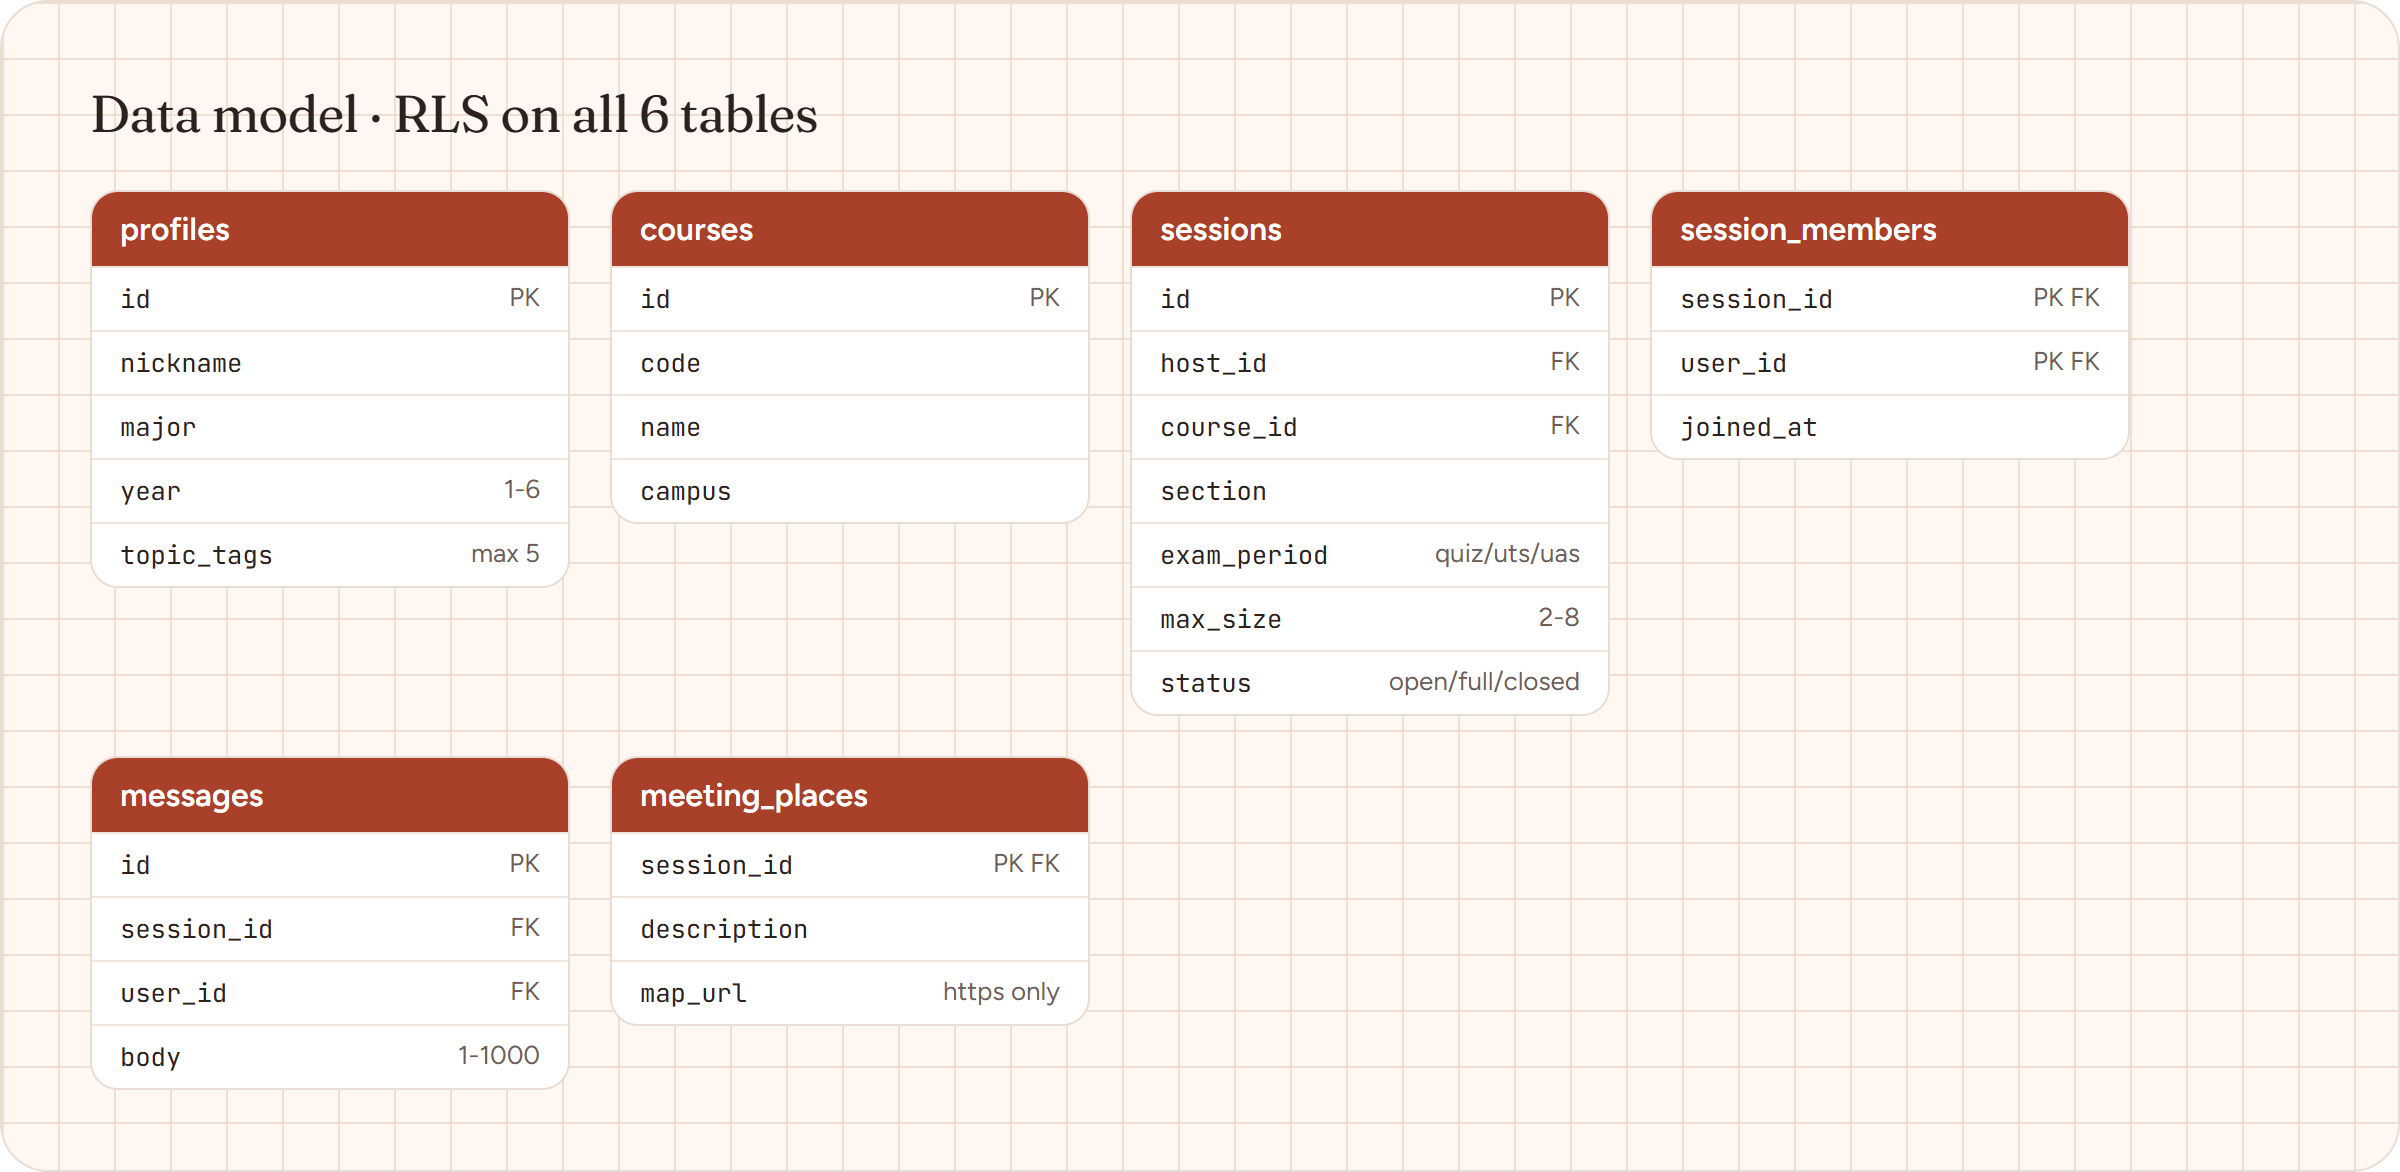 Data model · RLS on all 6 tables
profiles
id PK
nickname
major
year 1-6
topic_tags max 5
courses
id PK
code
name
campus
sessions
id PK
host_id FK
course_id FK
section
exam_period quiz/uts/uas
max_size 2-8
status open/full/closed
session_members
session_id PK FK
user_id PK FK
joined_at
messages
id PK
session_id FK
user_id FK
body 1-1000
meeting_places
session_id PK FK
description
map_url https only